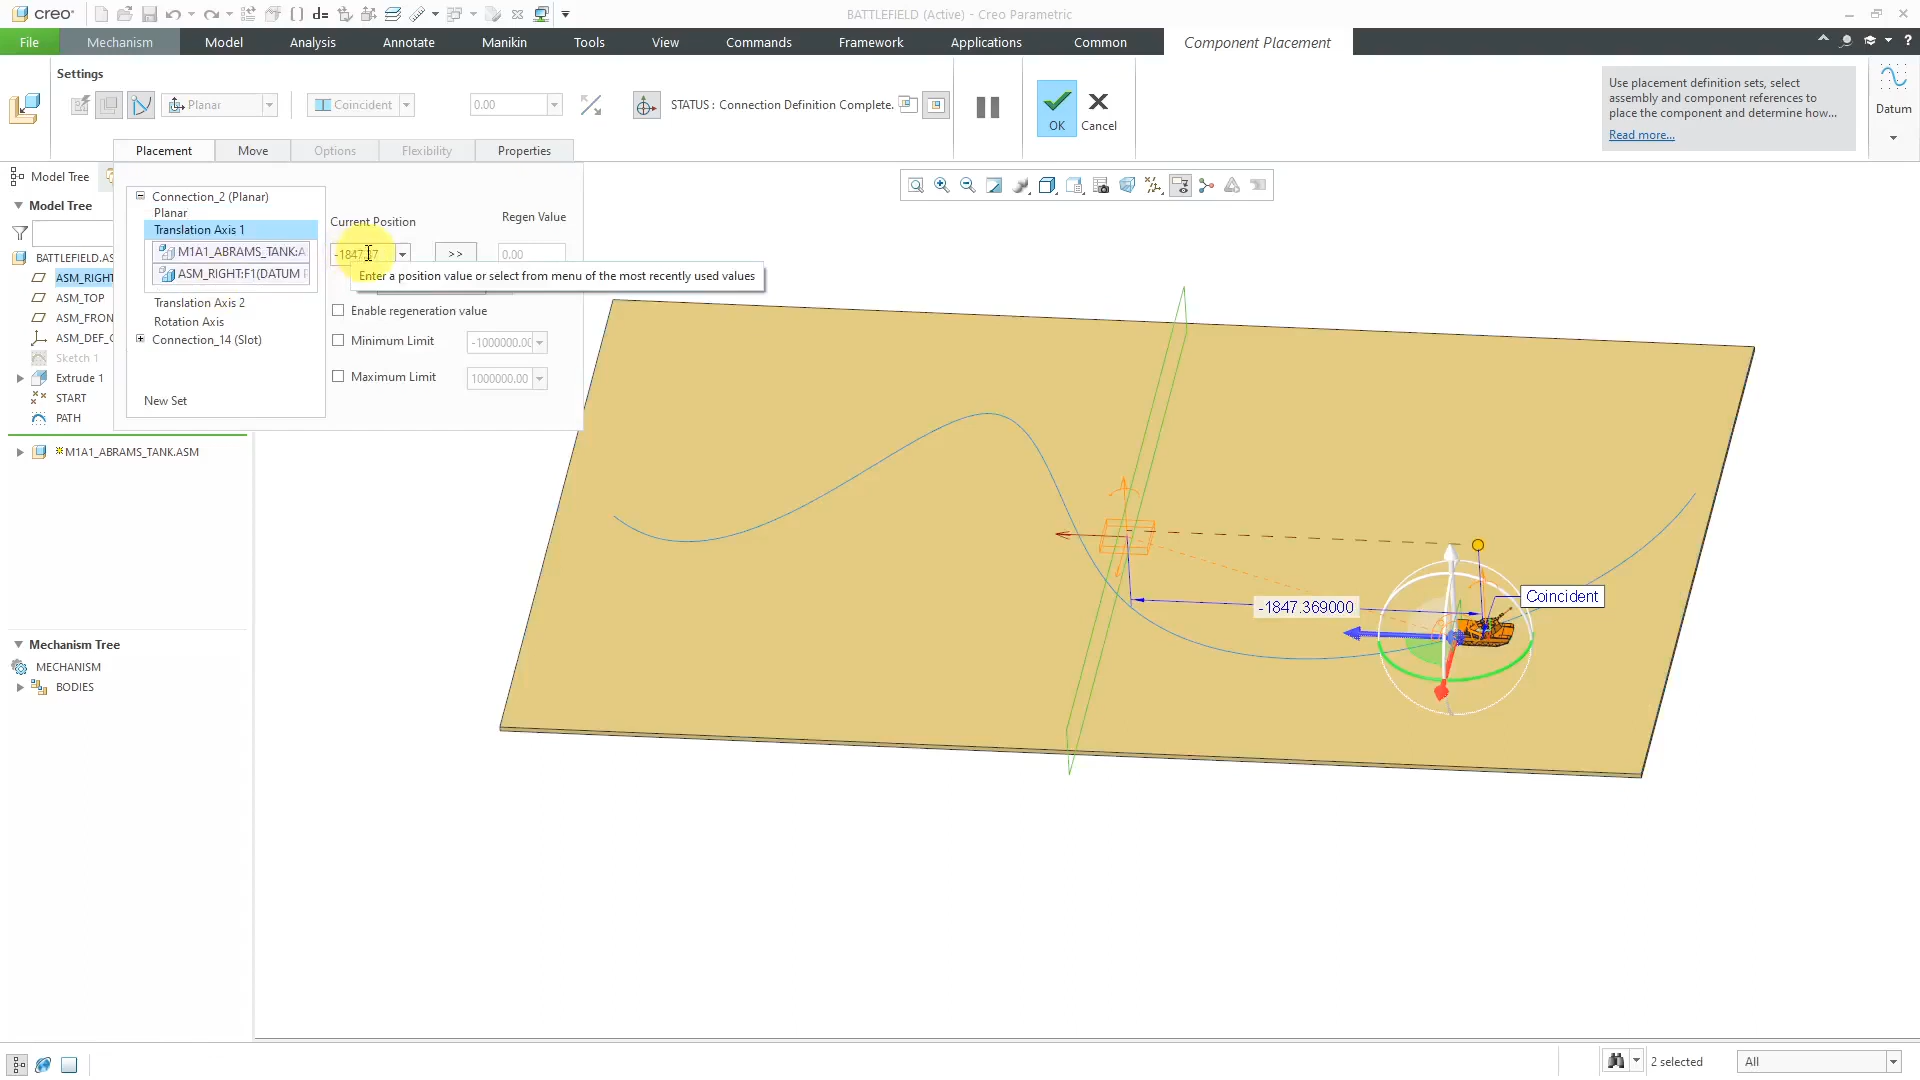 creo
BATTLEFIELD (Active) - Creo Parametric
File
Mechanism
Model
Analysis
Annotate
Manikin
Tools
View
Commands
Framework
Applications
Common
Component Placement
Settings
Planar
Coincident
0.00
STATUS : Connection Definition Complete.
OK
Cancel
Use placement definition sets, select
assembly and component references to
place the component and determine how...
Read more...
Datum
Placement
Move
Options
Flexibility
Properties
Model Tree
Model Tree
BATTLEFIELD.AS
ASM_RIGHT
ASM_TOP
ASM_FRON
ASM_DEF_
Sketch 1
Extrude 1
START
PATH
M1A1_ABRAMS_TANK.ASM
Connection_2 (Planar)
Planar
Translation Axis 1
M1A1_ABRAMS_TANK:A
ASM_RIGHT:F1(DATUM P
Translation Axis 2
Rotation Axis
Connection_14 (Slot)
New Set
Current Position
Regen Value
-1847.37
>>
0.00
Enter a position value or select from menu of the most recently used values
Enable regeneration value
Minimum Limit
-1000000.00
Maximum Limit
1000000.00
-1847.369000
Coincident
Mechanism Tree
MECHANISM
BODIES
2 selected
All